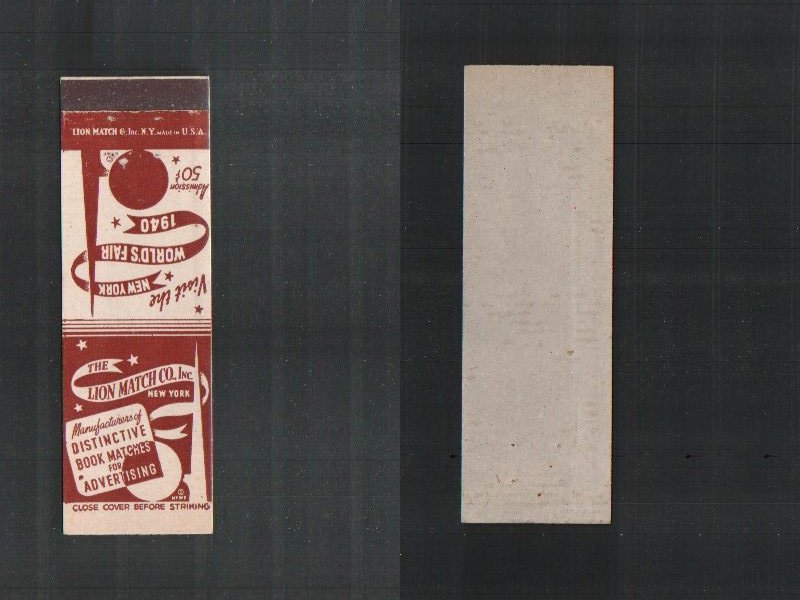 LION MATCH Co, Inc. N.Y. MADE IN U.S.A.
Visit the
NEW YORK
WORLD'S FAIR
1940
Admission
50¢
THE
LION MATCH CO., INC.
NEW YORK
Manufacturers of
DISTINCTIVE
BOOK MATCHES
FOR
ADVERTISING
NYWF
CLOSE COVER BEFORE STRIKING